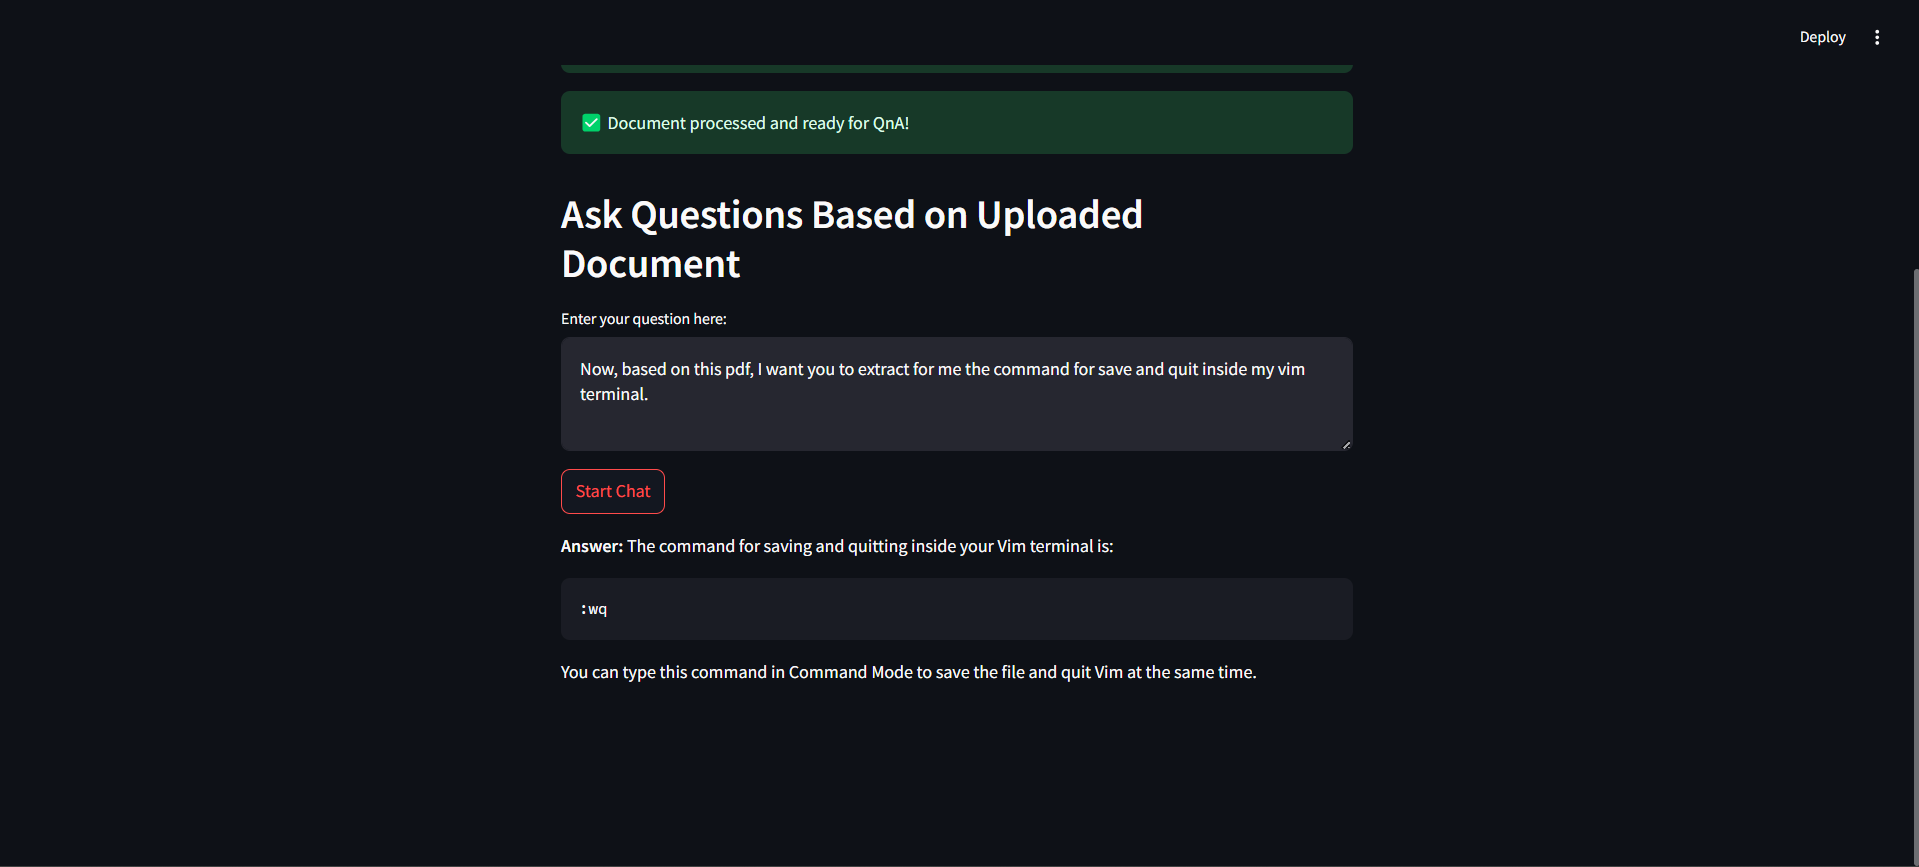 Deploy
✅ Document processed and ready for QnA!
Ask Questions Based on Uploaded
Document
Enter your question here:
Now, based on this pdf, I want you to extract for me the command for save and quit inside my vim
terminal.
Start Chat
Answer: The command for saving and quitting inside your Vim terminal is:
:wq
You can type this command in Command Mode to save the file and quit Vim at the same time.